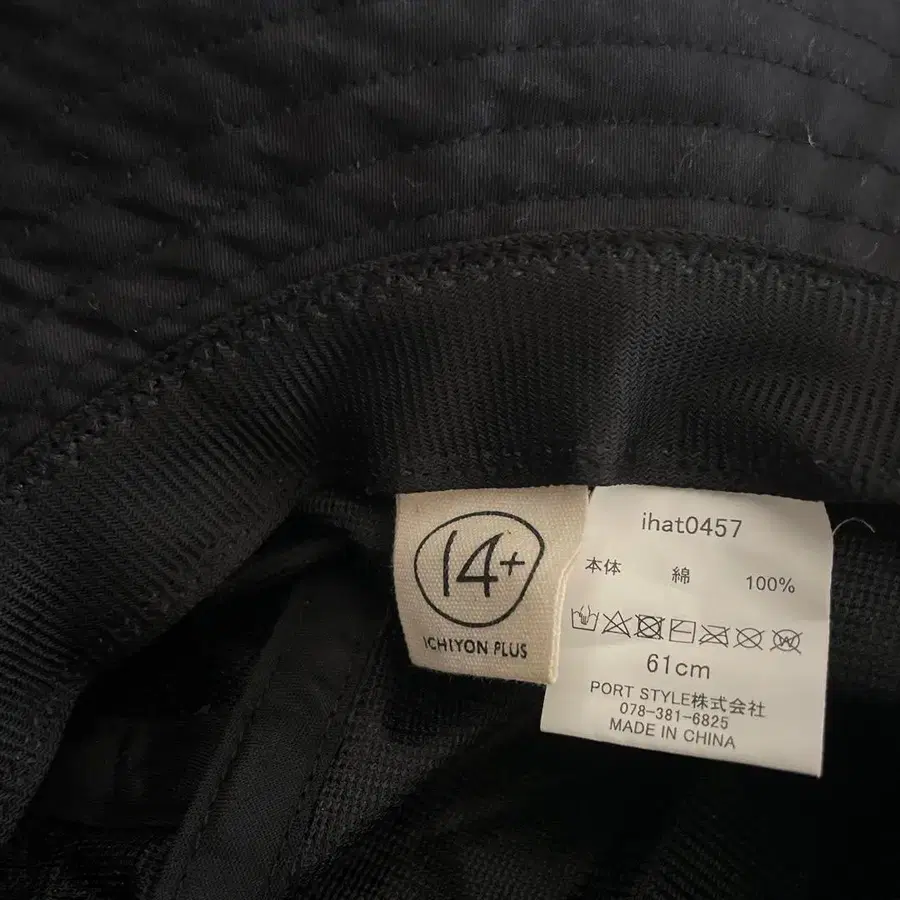 14+
ICHIYON PLUS
ihat0457
本体 綿 100%
61cm
PORT STYLE株式会社
078-381-6825
MADE IN CHINA